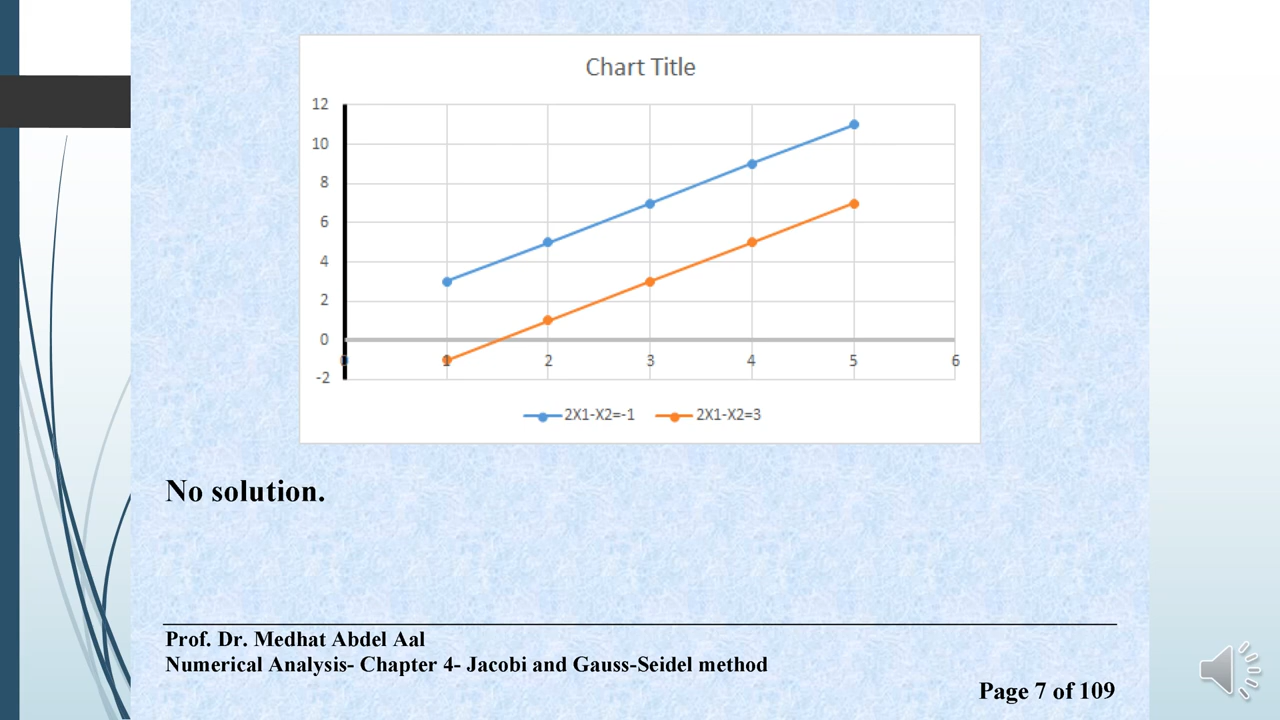 Chart Title
12
10
8
6
4
2
0
-2
0 1 2 3 4 5 6
2X1-X2=-1 2X1-X2=3
No solution.
Prof. Dr. Medhat Abdel Aal
Numerical Analysis- Chapter 4- Jacobi and Gauss-Seidel method
Page 7 of 109